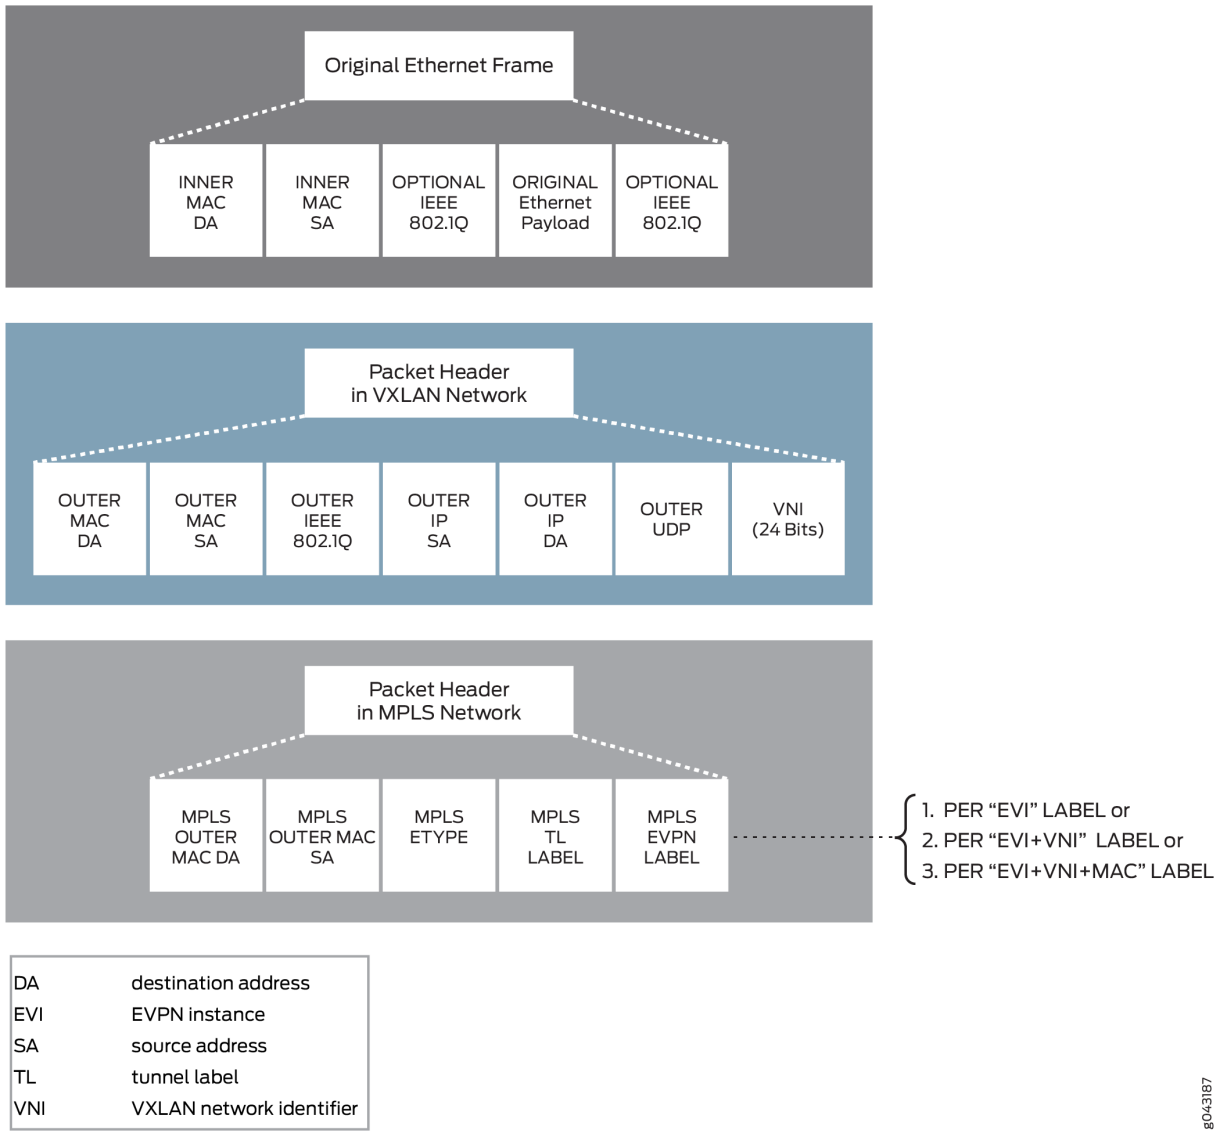 Original Ethernet Frame
INNER
MAC
DA
INNER
MAC
SA
OPTIONAL
IEEE
802.1Q
ORIGINAL
Ethernet
Payload
OPTIONAL
IEEE
802.1Q
Packet Header
in VXLAN Network
OUTER
MAC
DA
OUTER
MAC
SA
OUTER
IEEE
802.1Q
OUTER
IP
SA
OUTER
IP
DA
OUTER
UDP
VNI
(24 Bits)
Packet Header
in MPLS Network
MPLS
OUTER
MAC DA
MPLS
OUTER MAC
SA
MPLS
ETYPE
MPLS
TL
LABEL
MPLS
EVPN
LABEL
1. PER “EVI” LABEL or
2. PER “EVI+VNI” LABEL or
3. PER “EVI+VNI+MAC” LABEL
DA destination address
EVI EVPN instance
SA source address
TL tunnel label
VNI VXLAN network identifier
g043187